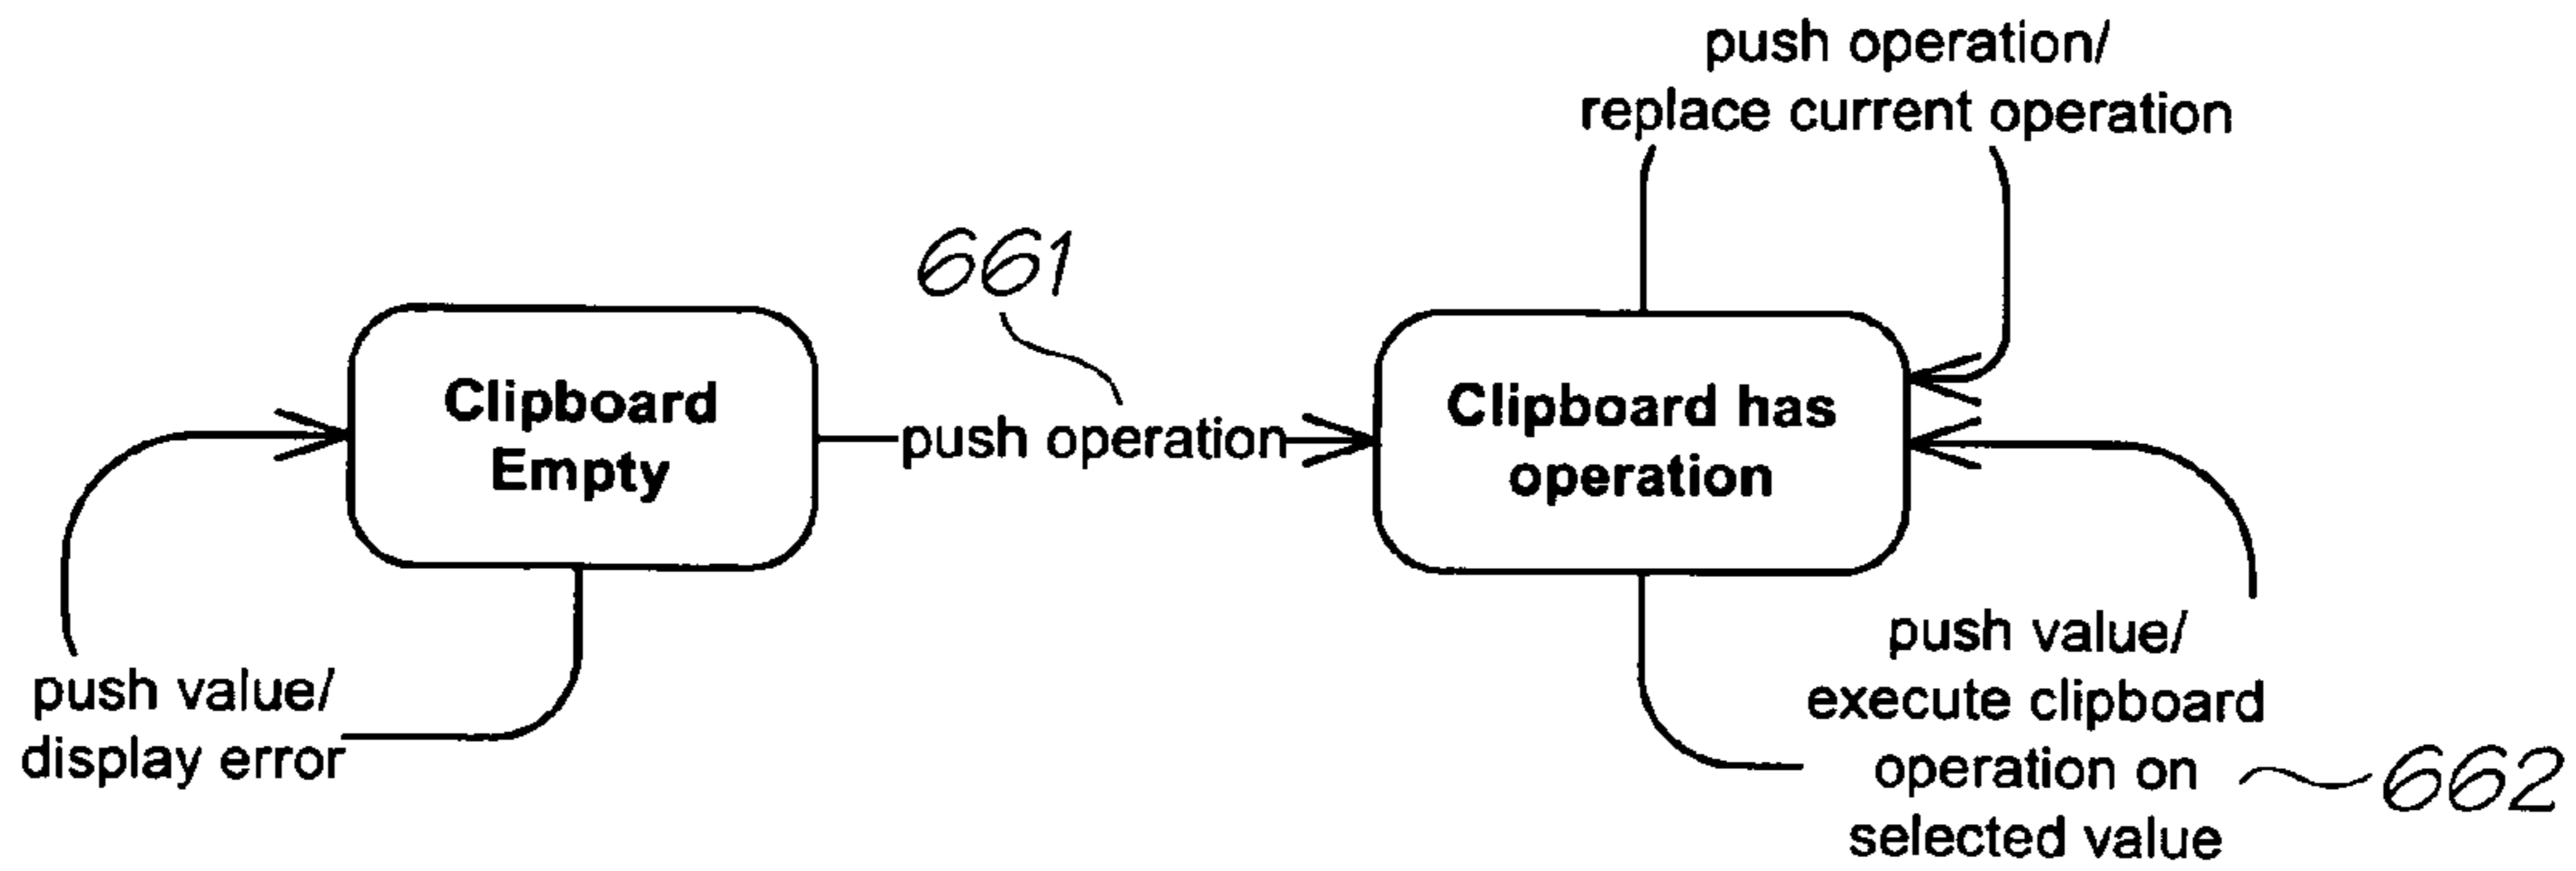 push operation/
replace current operation
661
Clipboard
Empty
push operation
Clipboard has
operation
push value/
display error
push value/
execute clipboard
operation on
selected value
662